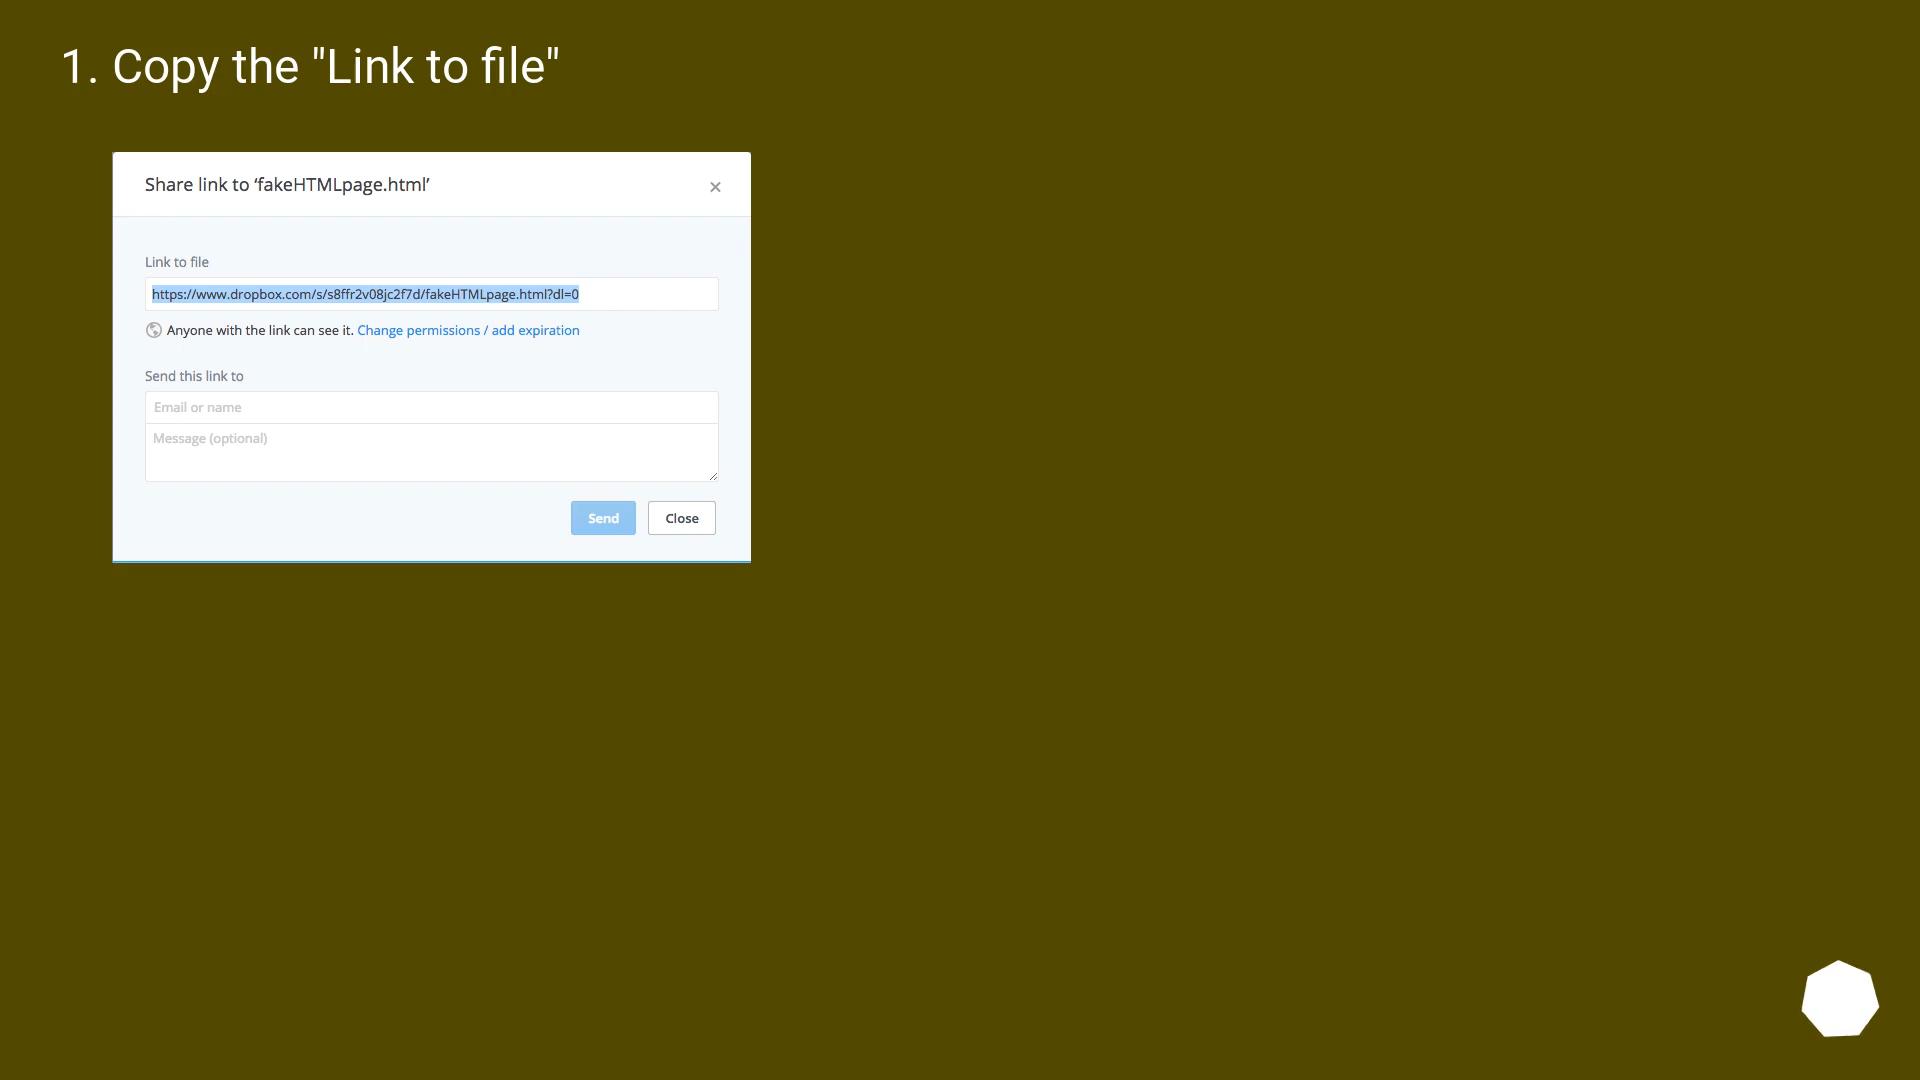 1. Copy the "Link to file"
Share link to ‘fakeHTMLpage.html’
×
Link to file
https://www.dropbox.com/s/s8ffr2v08jc2f7d/fakeHTMLpage.html?dl=0
Anyone with the link can see it. Change permissions / add expiration
Send this link to
Email or name
Message (optional)
Send Close